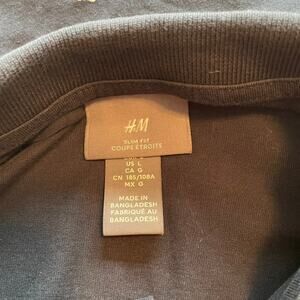 H&M
SLIM FIT
COUPE ÉTROITE
US L
CA G
CN 185/108A
MX G
MADE IN
BANGLADESH
FABRIQUÉ AU
BANGLADESH